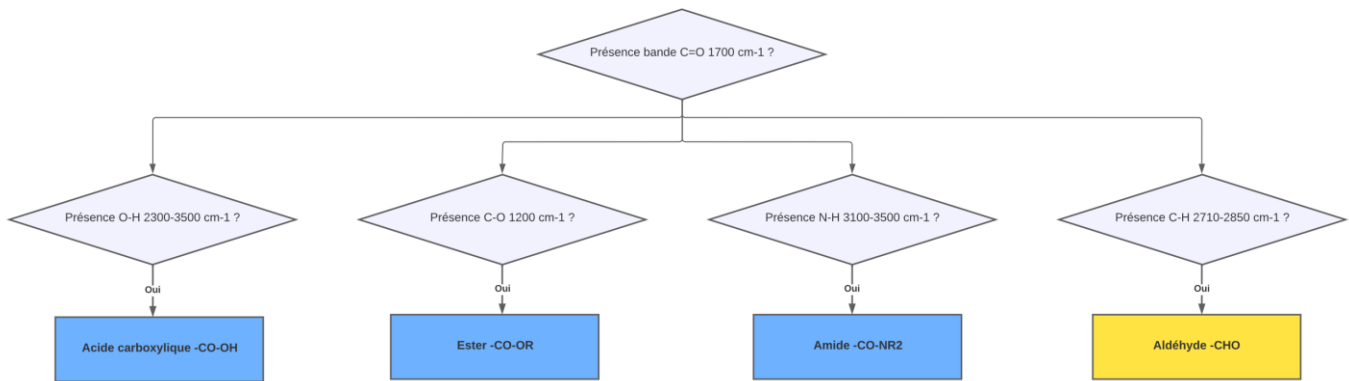 Présence bande C=O 1700 cm-1 ?
Présence O-H 2300-3500 cm-1 ?
Présence C-O 1200 cm-1 ?
Présence N-H 3100-3500 cm-1 ?
Présence C-H 2710-2850 cm-1 ?
Oui
Oui
Oui
Oui
Acide carboxylique -CO-OH
Ester -CO-OR
Amide -CO-NR2
Aldéhyde -CHO